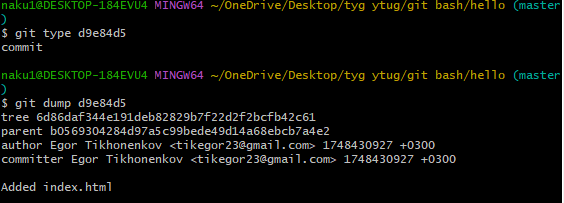 naku1@DESKTOP-184EVU4 MINGW64 ~/OneDrive/Desktop/tyg ytug/git bash/hello (master
)
$ git type d9e84d5
commit
naku1@DESKTOP-184EVU4 MINGW64 ~/OneDrive/Desktop/tyg ytug/git bash/hello (master
)
$ git dump d9e84d5
tree 6d86daf344e191deb82829b7f22d2f2bcfb42c61
parent b0569304284d97a5c99bede49d14a68ebcb7a4e2
author Egor Tikhonenkov <tikegor23@gmail.com> 1748430927 +0300
committer Egor Tikhonenkov <tikegor23@gmail.com> 1748430927 +0300
Added index.html